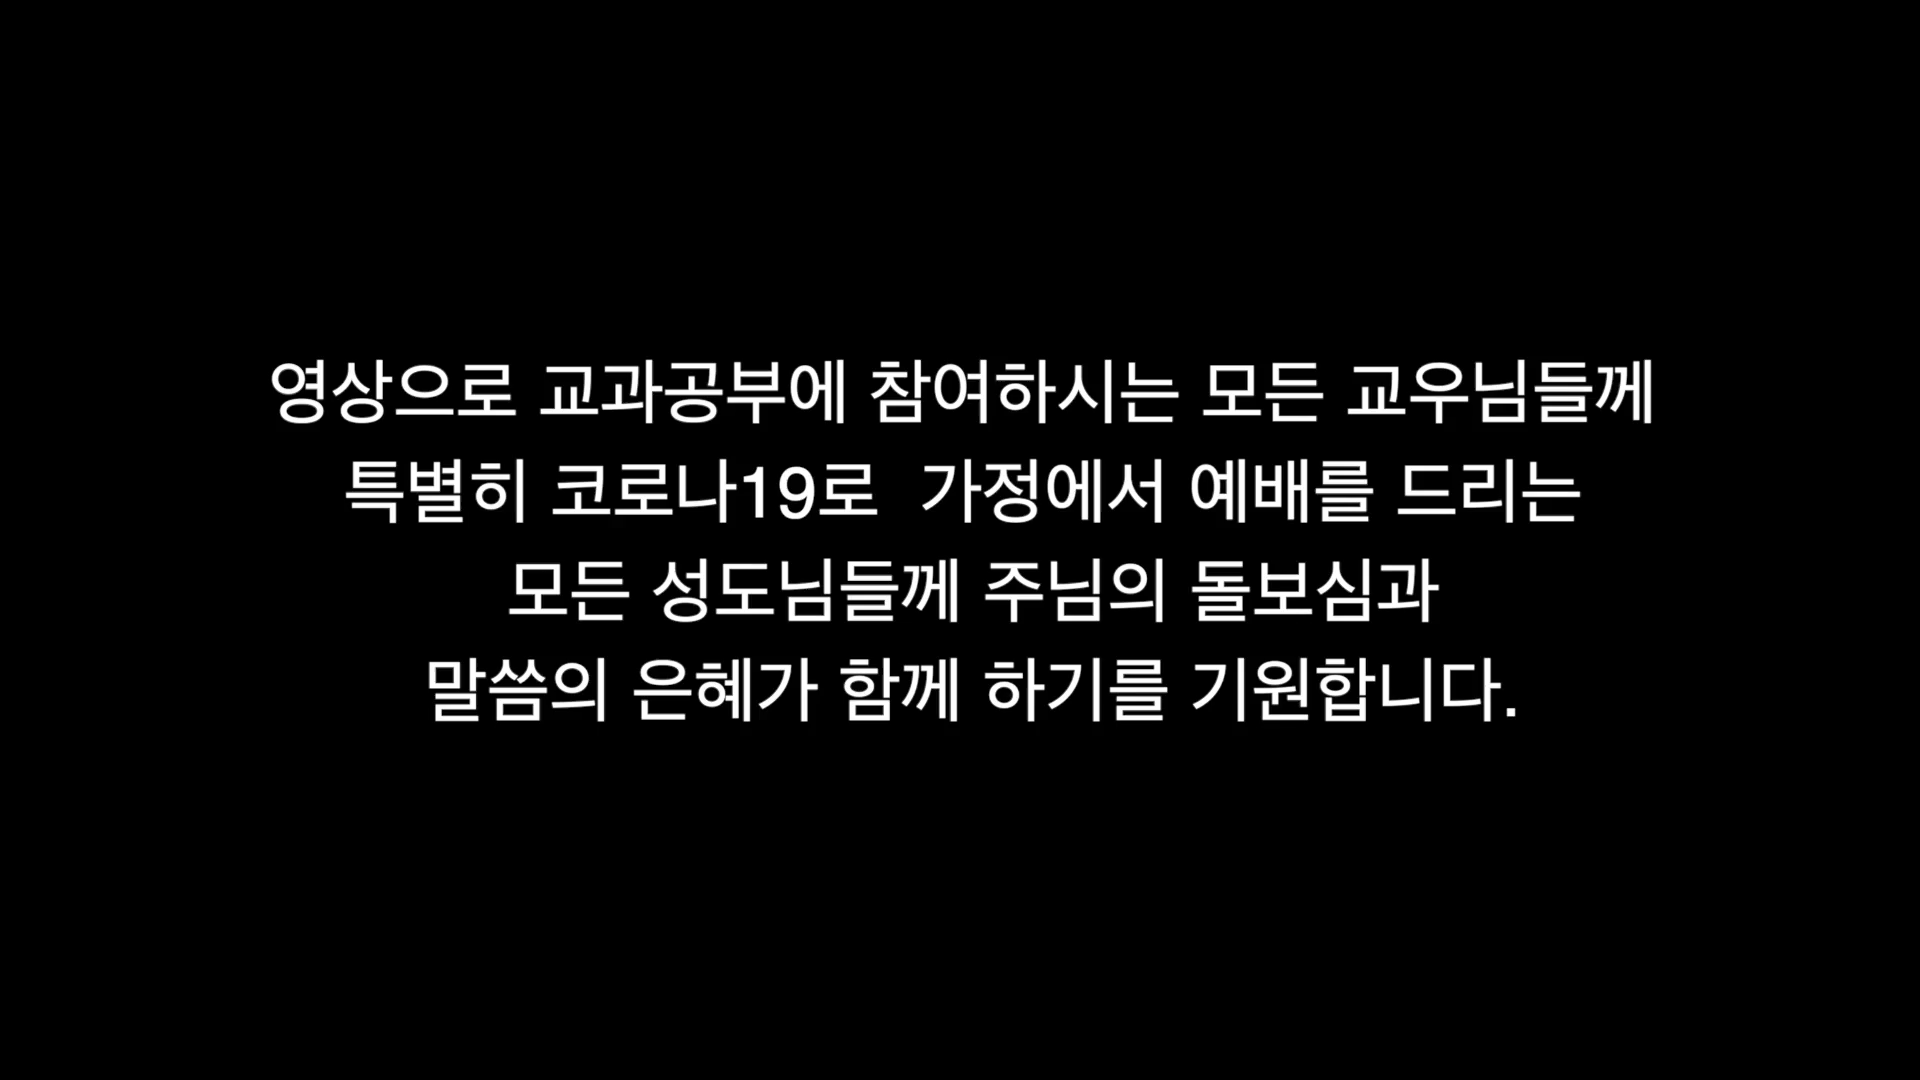 영상으로 교과공부에 참여하시는 모든 교우님들께
특별히 코로나19로  가정에서 예배를 드리는
모든 성도님들께 주님의 돌보심과
말씀의 은혜가 함께 하기를 기원합니다.